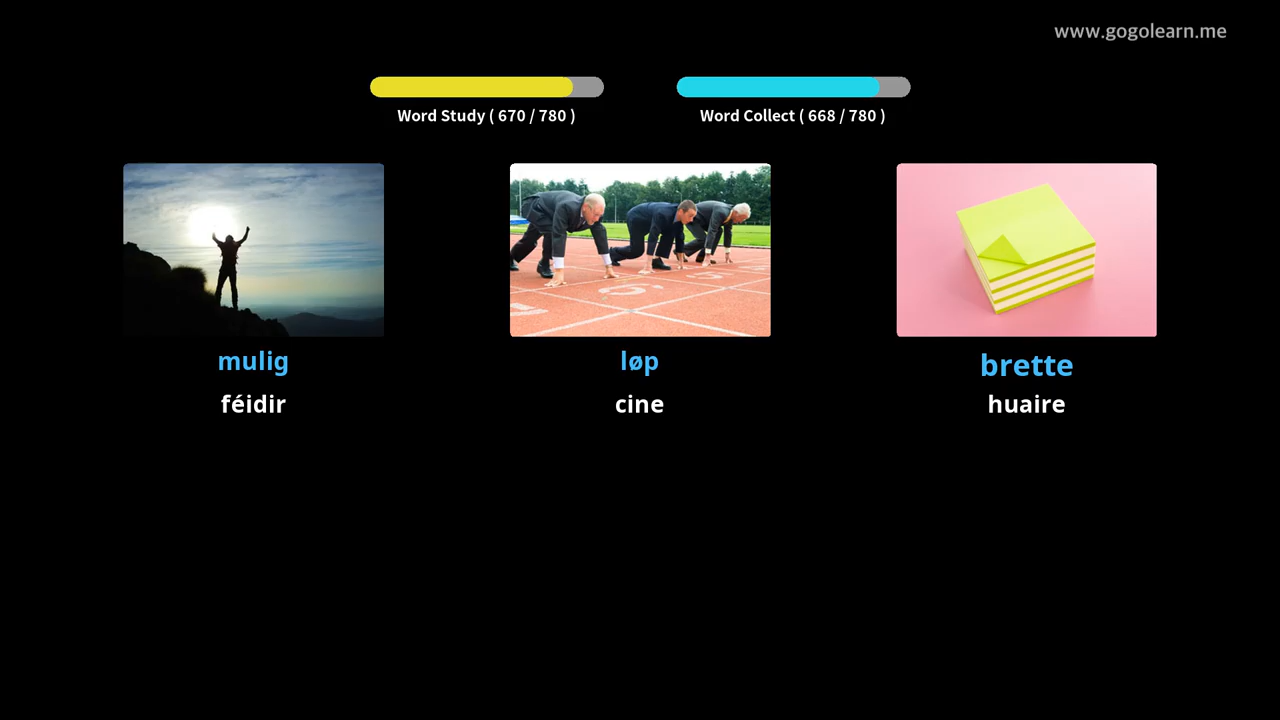 www.gogolearn.me
Word Study ( 670 / 780 )
Word Collect ( 668 / 780 )
mulig
løp
brette
féidir
cine
huaire